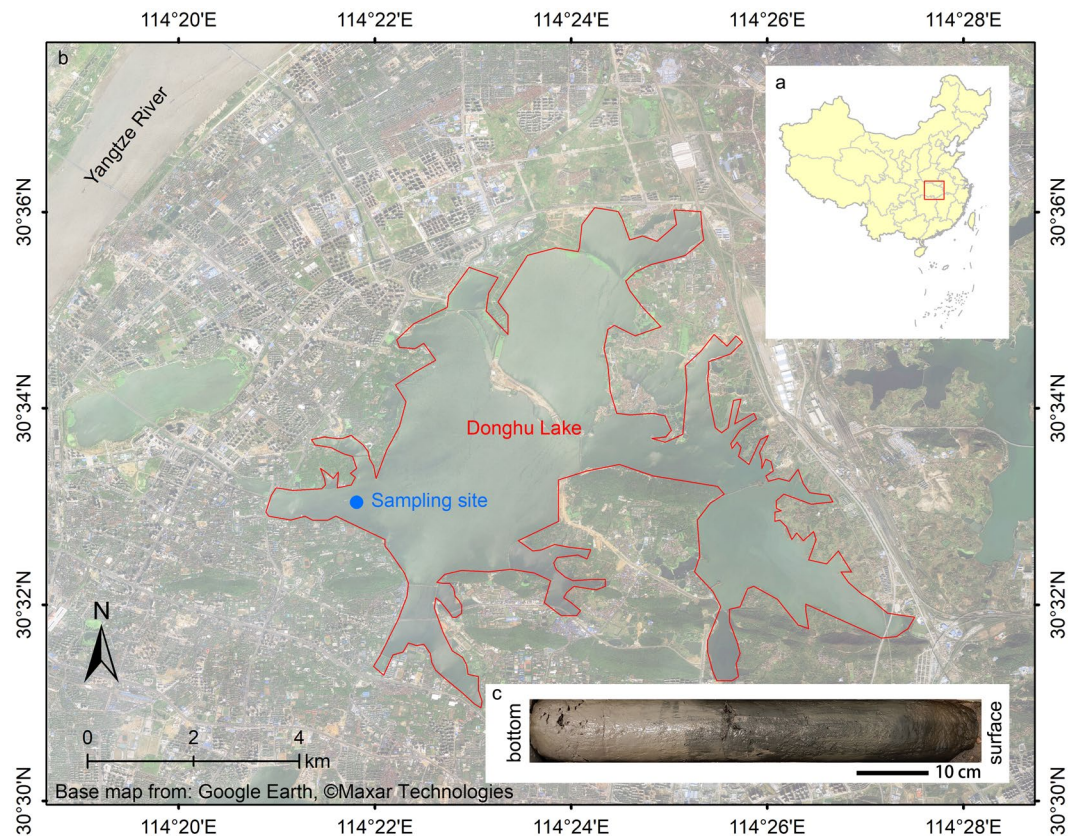 114°20'E
114°22'E
114°24'E
114°26'E
114°28'E
b
a
Yangtze River
30°36'N
30°36'N
30°34'N
30°34'N
Donghu Lake
Sampling site
30°32'N
30°32'N
N
c
bottom
surface
10 cm
0 2 4
km
Base map from: Google Earth, ©Maxar Technologies
30°30'N
30°30'N
114°20'E
114°22'E
114°24'E
114°26'E
114°28'E